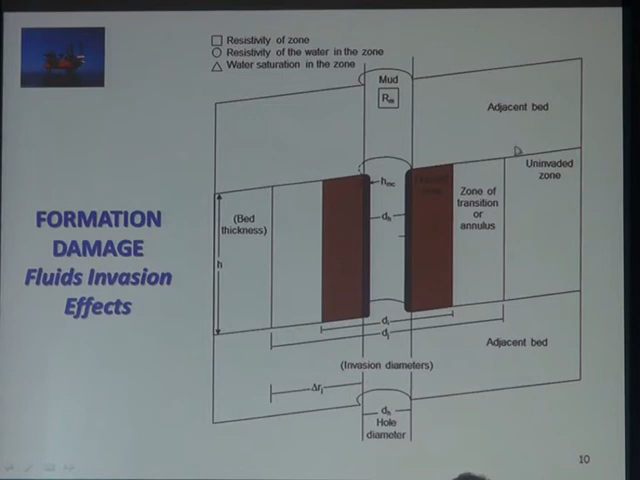 Resistivity of zone
Resistivity of the water in the zone
Water saturation in the zone
Mud
Rm
Adjacent bed
Uninvaded
zone
hmc
Zone of
transition
or
annulus
(Bed
thickness)
dh
FORMATION
DAMAGE
Fluids Invasion
Effects
h
di
dj
Adjacent bed
(Invasion diameters)
Δrj
dh
Hole
diameter
10